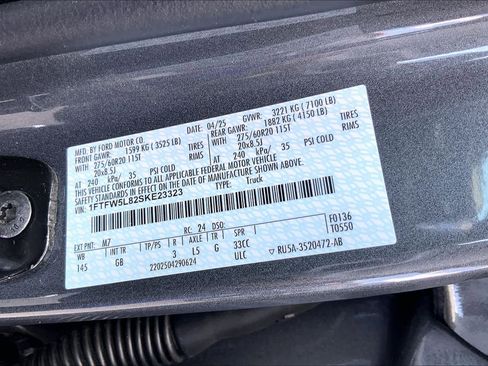 MFD. BY FORD MOTOR CO.
DATE: 04/25 GVWR: 3221 KG ( 7100 LB)
FRONT GAWR: 1599 KG ( 3525 LB) REAR GAWR: 1882 KG ( 4150 LB)
275/60R20 115T 275/60R20 115T
20x8.5J 20x8.5J
AT 240 kPa/ 35 PSI COLD AT 240 kPa/ 35 PSI COLD
THIS VEHICLE CONFORMS TO ALL APPLICABLE FEDERAL MOTOR VEHICLE
SAFETY STANDARDS IN EFFECT ON THE DATE OF MANUFACTURE SHOWN ABOVE.
VIN: 1FTFW5L82SKE23323
TYPE: Truck
F0136
T0550
EXT PNT: M7 RC: 24 DSO:
WB INT TR TP/PS R AXLE TR SPR
145 GB 3 L5 G 33CC
2202504290624 ULC ▽ RU5A-3520472-AB